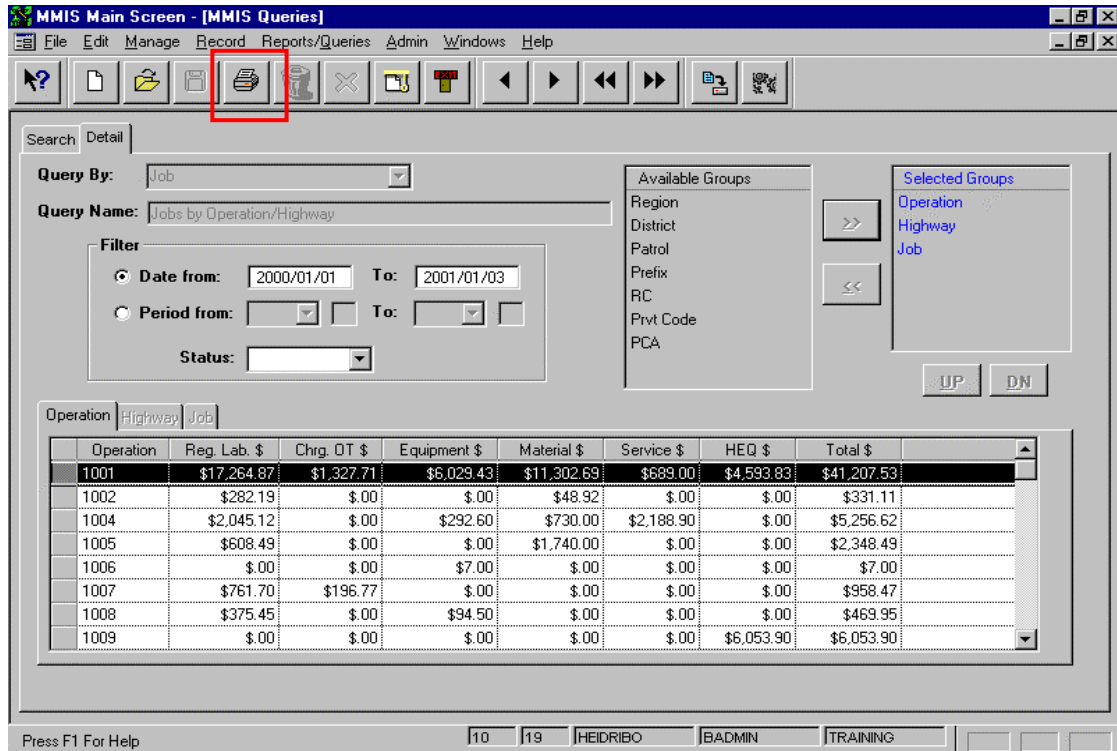 MMIS Main Screen - [MMIS Queries]
File Edit Manage Record Reports/Queries Admin Windows Help
EXIT
Search Detail
Query By: Job
Query Name: Jobs by Operation/Highway
Filter
Date from: 2000/01/01 To: 2001/01/03
Period from: To:
Status:
Available Groups
Region
District
Patrol
Prefix
RC
Prvt Code
PCA
>>
<<
Selected Groups
Operation
Highway
Job
UP DN
Operation Highway Job
Operation Reg. Lab. $ Chrg. OT $ Equipment $ Material $ Service $ HEQ $ Total $
1001 $17,264.87 $1,327.71 $6,029.43 $11,302.69 $689.00 $4,593.83 $41,207.53
1002 $282.19 $.00 $.00 $48.92 $.00 $.00 $331.11
1004 $2,045.12 $.00 $292.60 $730.00 $2,188.90 $.00 $5,256.62
1005 $608.49 $.00 $.00 $1,740.00 $.00 $.00 $2,348.49
1006 $.00 $.00 $7.00 $.00 $.00 $.00 $7.00
1007 $761.70 $196.77 $.00 $.00 $.00 $.00 $958.47
1008 $375.45 $.00 $94.50 $.00 $.00 $.00 $469.95
1009 $.00 $.00 $.00 $.00 $.00 $6,053.90 $6,053.90
Press F1 For Help 10 19 HEIDRIBO BADMIN TRAINING